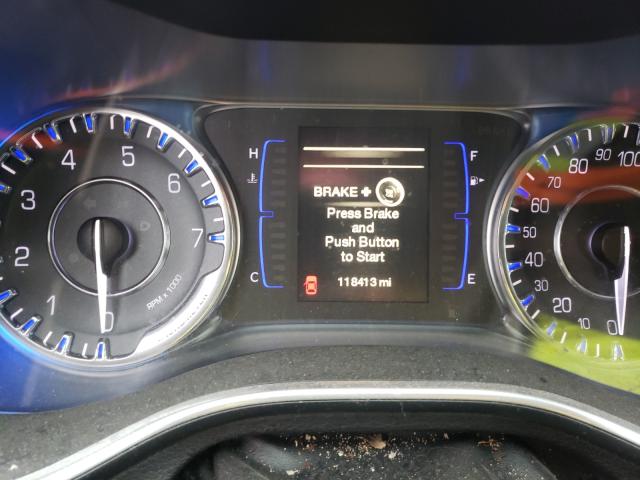 1
2
3
4
5
6
7
0
RPM x 1000
H
C
BRAKE +
Press Brake
and
Push Button
to Start
118413 mi
F
E
0
10
20
30
40
50
60
70
80
90
100